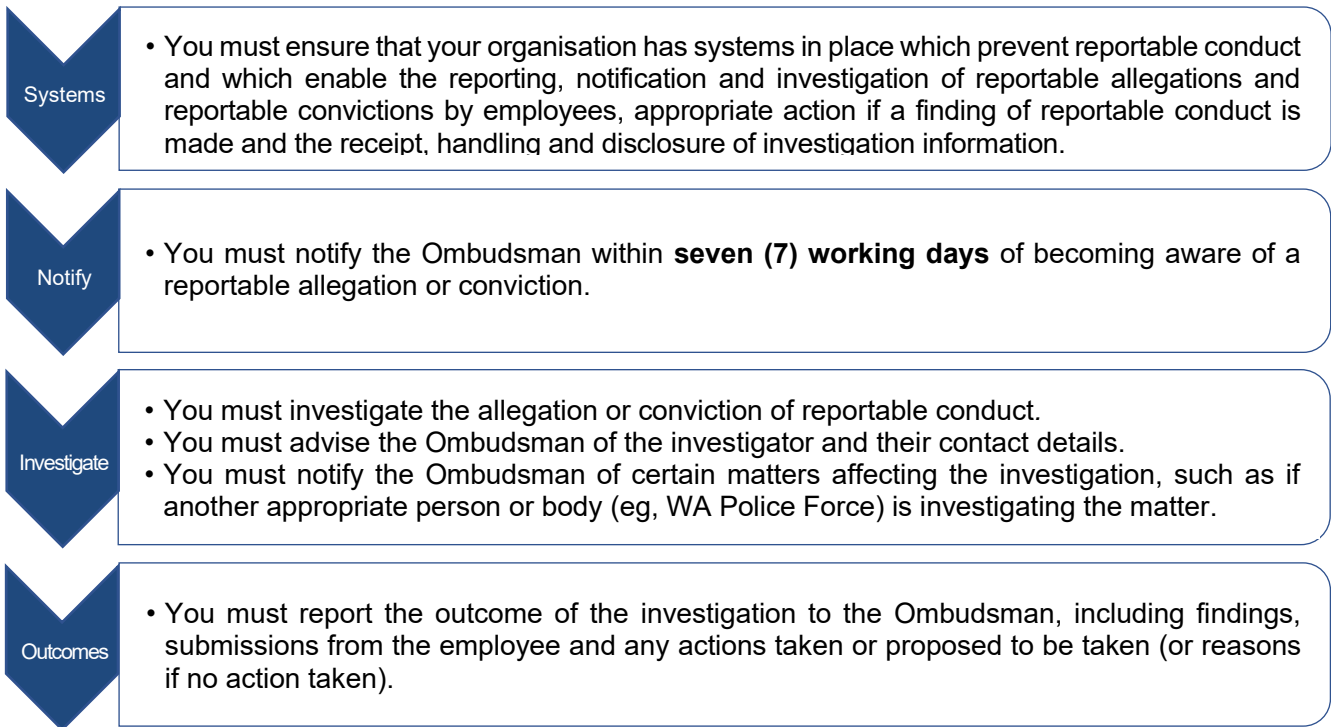 Systems
• You must ensure that your organisation has systems in place which prevent reportable conduct
and which enable the reporting, notification and investigation of reportable allegations and
reportable convictions by employees, appropriate action if a finding of reportable conduct is
made and the receipt, handling and disclosure of investigation information.
Notify
• You must notify the Ombudsman within seven (7) working days of becoming aware of a
reportable allegation or conviction.
Investigate
• You must investigate the allegation or conviction of reportable conduct.
• You must advise the Ombudsman of the investigator and their contact details.
• You must notify the Ombudsman of certain matters affecting the investigation, such as if
another appropriate person or body (eg, WA Police Force) is investigating the matter.
Outcomes
• You must report the outcome of the investigation to the Ombudsman, including findings,
submissions from the employee and any actions taken or proposed to be taken (or reasons
if no action taken).